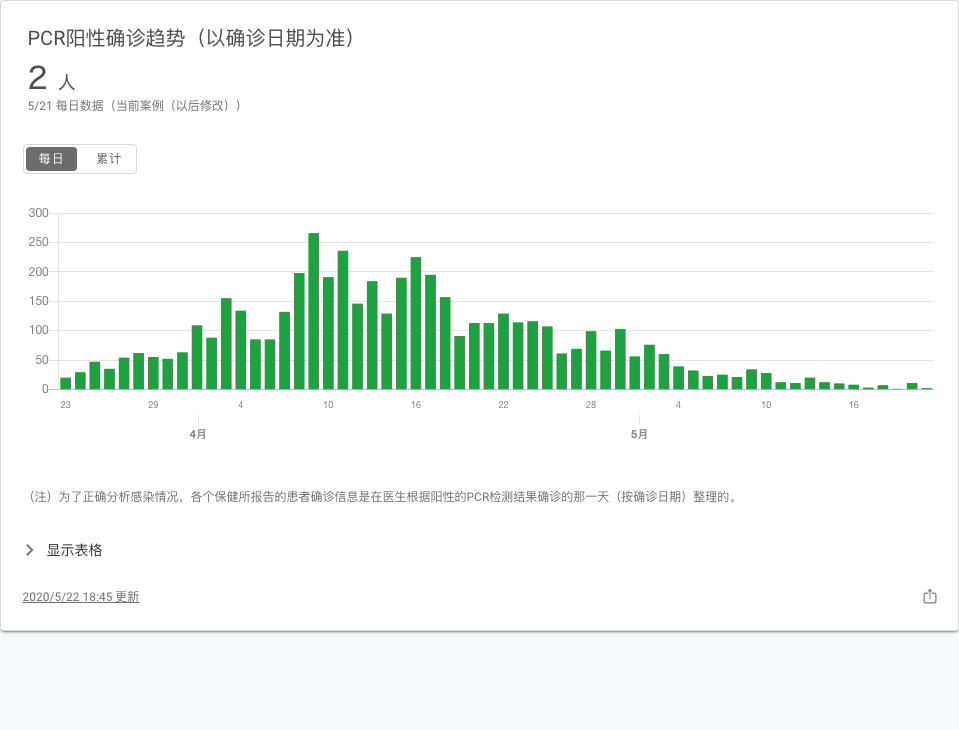 PCR阳性确诊趋势（以确诊日期为准）
2 人
5/21 每日数据（当前案例（以后修改））
每日 累计
300
250
200
150
100
50
0
23 29 4 10 16 22 28 4 10 16
4月 5月
（注）为了正确分析感染情况，各个保健所报告的患者确诊信息是在医生根据阳性的PCR检测结果确诊的那一天（按确诊日期）整理的。
显示表格
2020/5/22 18:45 更新